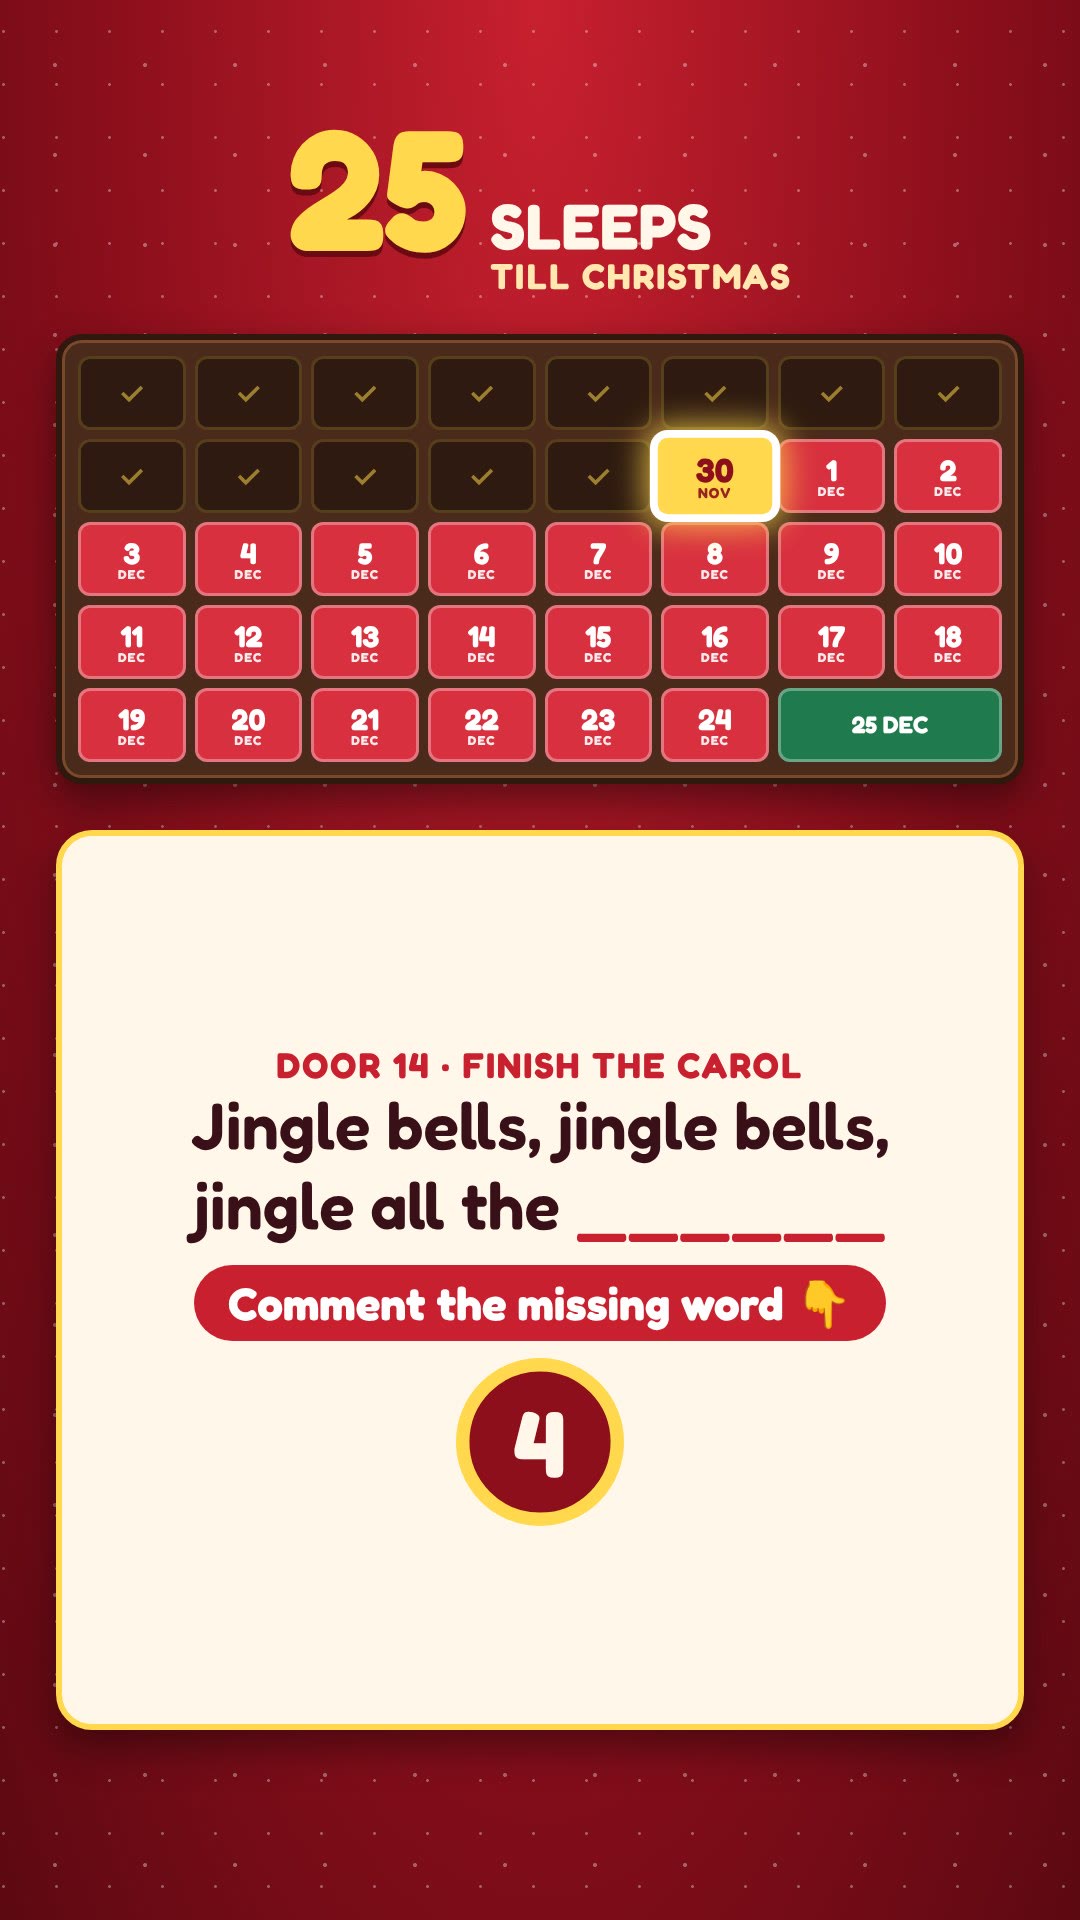 25 SLEEPS
TILL CHRISTMAS
30 NOV
1 DEC
2 DEC
3 DEC
4 DEC
5 DEC
6 DEC
7 DEC
8 DEC
9 DEC
10 DEC
11 DEC
12 DEC
13 DEC
14 DEC
15 DEC
16 DEC
17 DEC
18 DEC
19 DEC
20 DEC
21 DEC
22 DEC
23 DEC
24 DEC
25 DEC
DOOR 14 · FINISH THE CAROL
Jingle bells, jingle bells,
jingle all the ______
Comment the missing word 👇
4